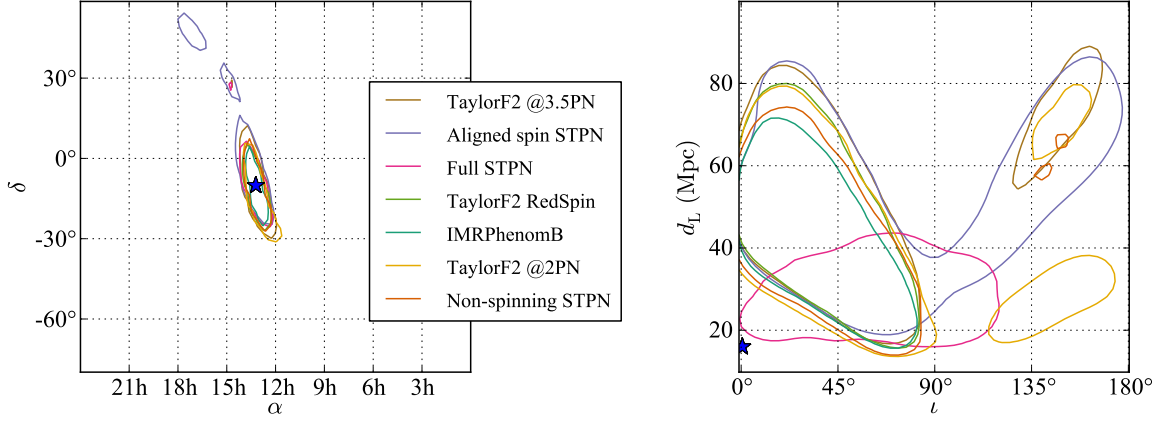 30°
0°
-30°
-60°
δ
21h 18h 15h 12h 9h 6h 3h
α
TaylorF2 @3.5PN
Aligned spin STPN
Full STPN
TaylorF2 RedSpin
IMRPhenomB
TaylorF2 @2PN
Non-spinning STPN
80
60
40
20
d_L (Mpc)
0° 45° 90° 135° 180°
ι